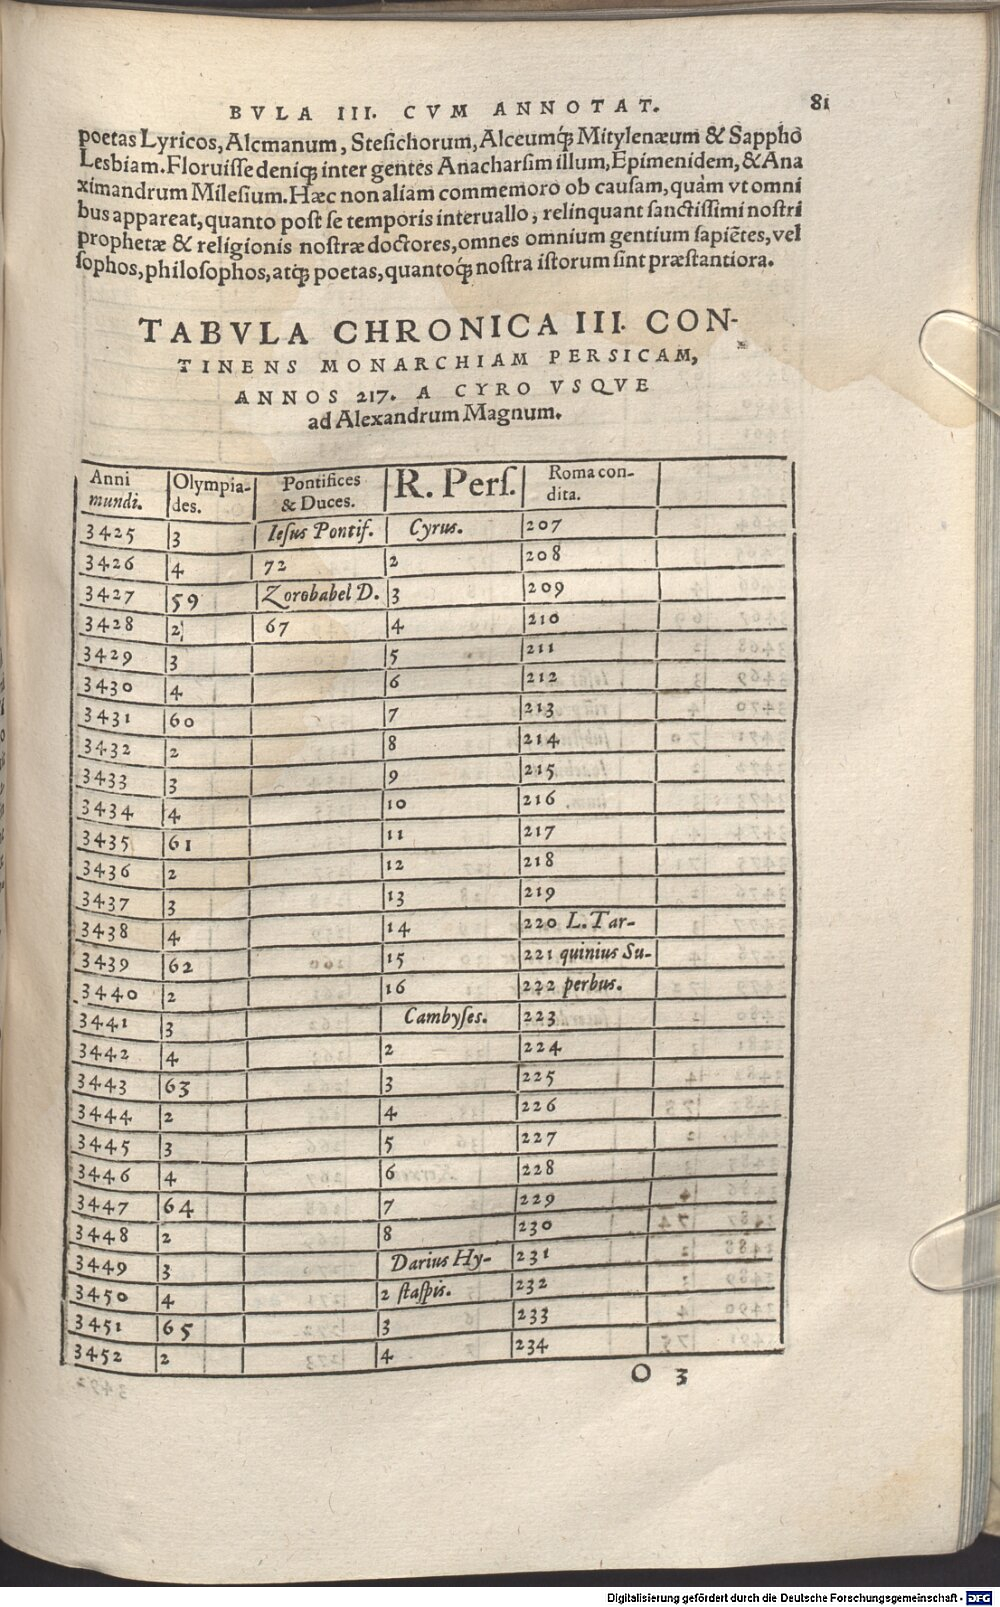 BVLA III. CVM ANNOTAT. 81
poetas Lyricos, Alcmanum, Stesichorum, Alceumq́; Mitylenæum & Sappho
Lesbiam. Floruisse deniq; inter gentes Anacharsim illum, Epimenidem, & Ana
ximandrum Milesium. Hæc non aliam commemoro ob causam, quàm vt omni
bus appareat, quanto post se temporis interuallo, relinquant sanctissimi nostri
prophetæ & religionis nostræ doctores, omnes omnium gentium sapiẽtes, vel
sophos, philosophos, atq; poetas, quantoq́; nostra istorum sint præstantiora.
TABVLA CHRONICA III. CON-
TINENS MONARCHIAM PERSICAM,
ANNOS 217. A CYRO VSQVE
ad Alexandrum Magnum.
Anni mundi. | Olympia-des. | Pontifices & Duces. | R. Pers. | Roma con-dita.
3425 | 3 | Iesus Pontif. | Cyrus. | 207
3426 | 4 | 72 | 2 | 208
3427 | 59 | Zorobabel D. | 3 | 209
3428 | 2 | 67 | 4 | 210
3429 | 3 | | 5 | 211
3430 | 4 | | 6 | 212
3431 | 60 | | 7 | 213
3432 | 2 | | 8 | 214
3433 | 3 | | 9 | 215
3434 | 4 | | 10 | 216
3435 | 61 | | 11 | 217
3436 | 2 | | 12 | 218
3437 | 3 | | 13 | 219
3438 | 4 | | 14 | 220 L. Tar-
3439 | 62 | | 15 | 221 quinius Su-
3440 | 2 | | 16 | 222 perbus.
3441 | 3 | | Cambyses. | 223
3442 | 4 | | 2 | 224
3443 | 63 | | 3 | 225
3444 | 2 | | 4 | 226
3445 | 3 | | 5 | 227
3446 | 4 | | 6 | 228
3447 | 64 | | 7 | 229
3448 | 2 | | 8 | 230
3449 | 3 | | Darius Hy- | 231
3450 | 4 | | 2 staspis. | 232
3451 | 65 | | 3 | 233
3452 | 2 | | 4 | 234
O 3
Digitalisierung gefördert durch die Deutsche Forschungsgemeinschaft - DFG